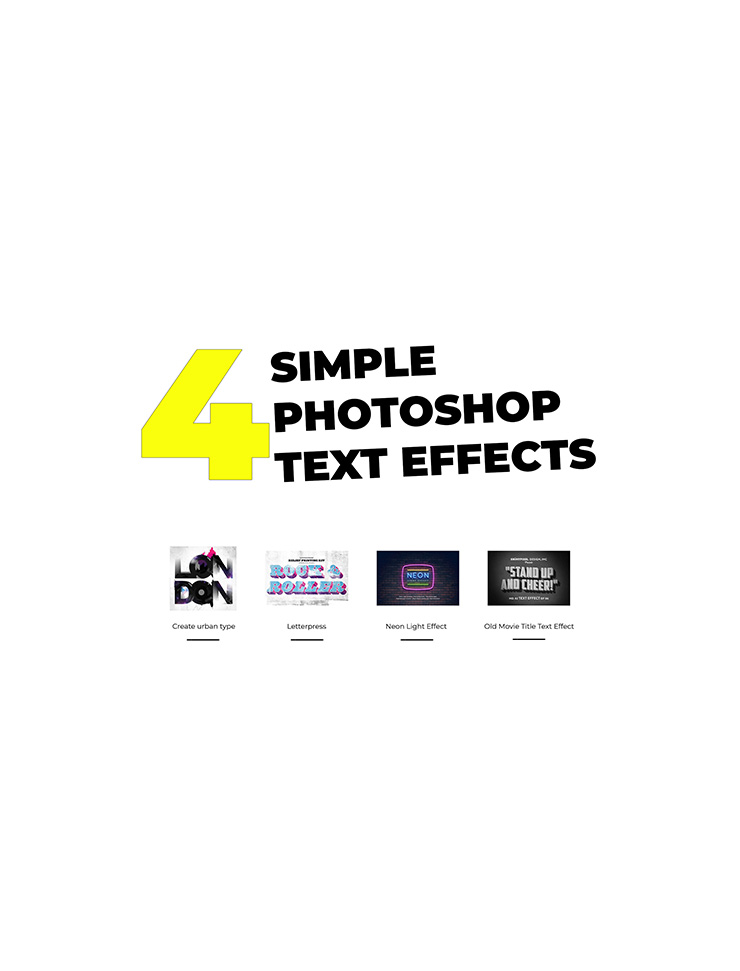 4
SIMPLE
PHOTOSHOP
TEXT EFFECTS
LON
DON
ROCK &
ROLLER
NEON
"STAND UP
AND CHEER!"
Create urban type
Letterpress
Neon Light Effect
Old Movie Title Text Effect